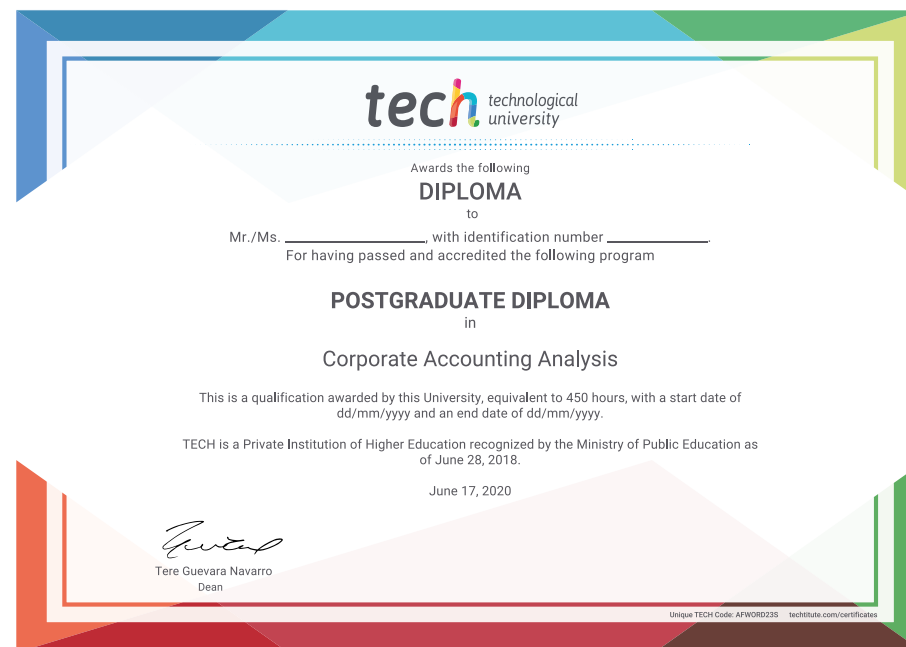 tech technological
university
Awards the following
DIPLOMA
to
Mr./Ms. ____________________, with identification number ______________.
For having passed and accredited the following program
POSTGRADUATE DIPLOMA
in
Corporate Accounting Analysis
This is a qualification awarded by this University, equivalent to 450 hours, with a start date of
dd/mm/yyyy and an end date of dd/mm/yyyy.
TECH is a Private Institution of Higher Education recognized by the Ministry of Public Education as
of June 28, 2018.
June 17, 2020
Tere Guevara Navarro
Dean
Unique TECH Code: AFWORD23S techtitute.com/certificates